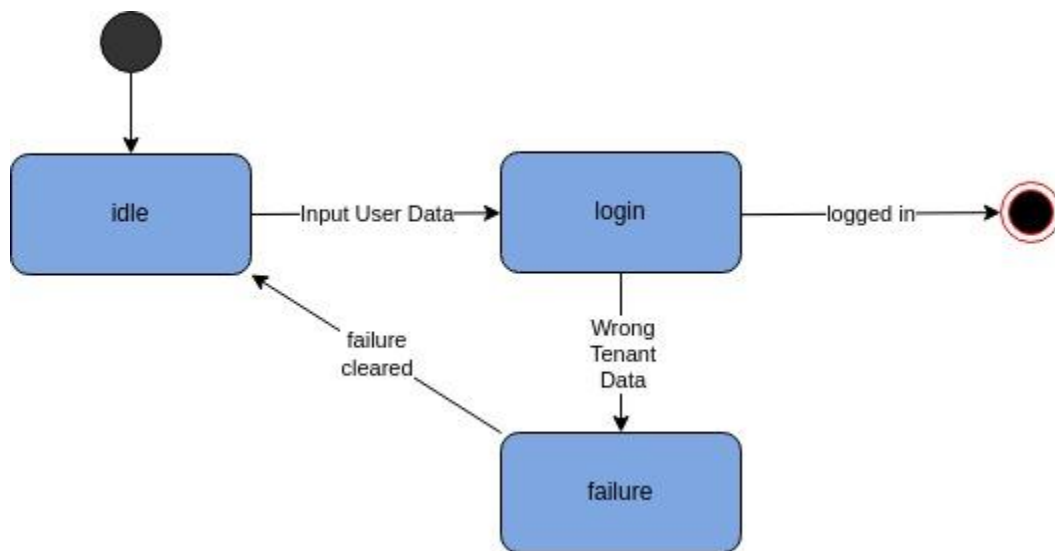 idle
Input User Data
login
logged in
failure
cleared
Wrong
Tenant
Data
failure